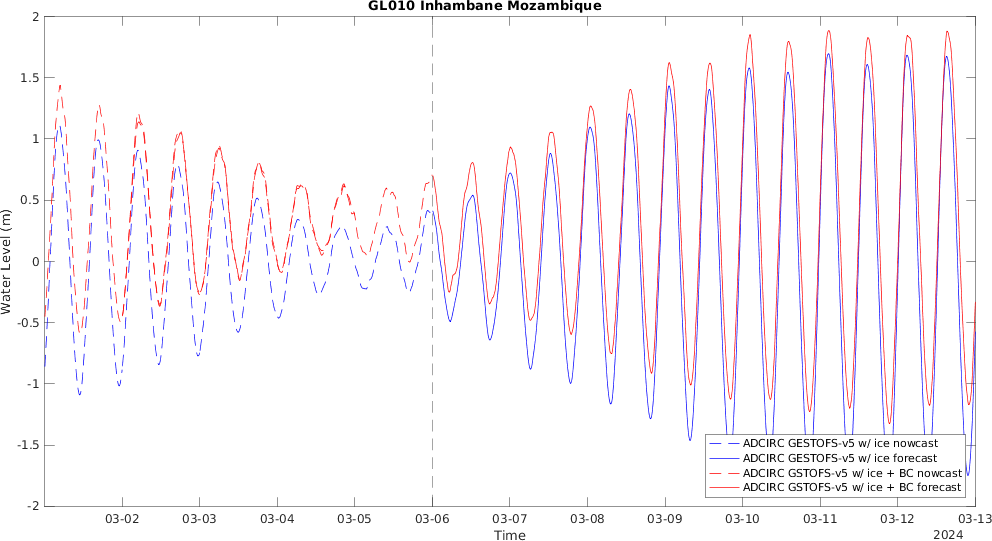 GL010 Inhambane Mozambique
2
1.5
1
0.5
0
-0.5
-1
-1.5
-2
Water Level (m)
ADCIRC GESTOFS-v5 w/ ice nowcast
ADCIRC GESTOFS-v5 w/ ice forecast
ADCIRC GSTOFS-v5 w/ ice + BC nowcast
ADCIRC GSTOFS-v5 w/ ice + BC forecast
03-02 03-03 03-04 03-05 03-06 03-07 03-08 03-09 03-10 03-11 03-12 03-13
Time
2024